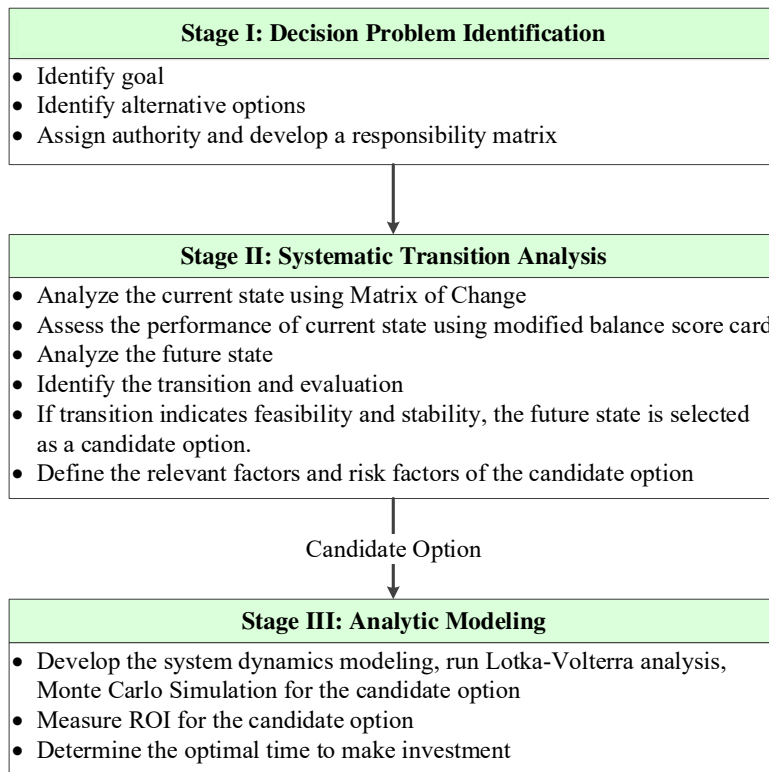 Stage I: Decision Problem Identification
• Identify goal
• Identify alternative options
• Assign authority and develop a responsibility matrix
Stage II: Systematic Transition Analysis
• Analyze the current state using Matrix of Change
• Assess the performance of current state using modified balance score card
• Analyze the future state
• Identify the transition and evaluation
• If transition indicates feasibility and stability, the future state is selected
as a candidate option.
• Define the relevant factors and risk factors of the candidate option
Candidate Option
Stage III: Analytic Modeling
• Develop the system dynamics modeling, run Lotka-Volterra analysis,
Monte Carlo Simulation for the candidate option
• Measure ROI for the candidate option
• Determine the optimal time to make investment